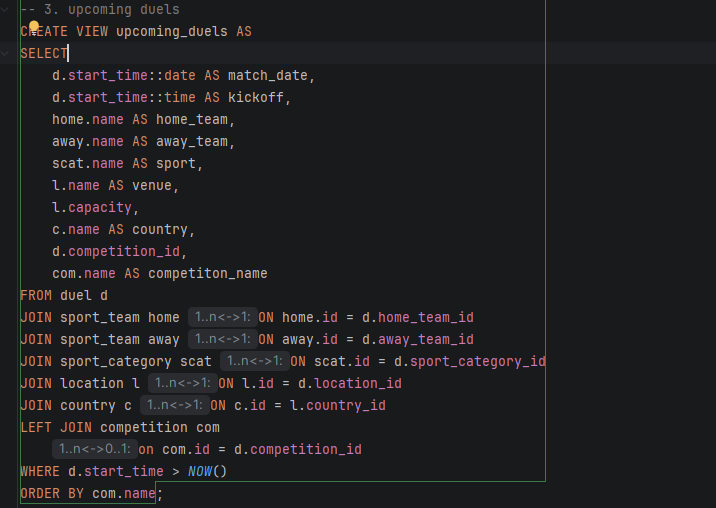 -- 3. upcoming duels
CREATE VIEW upcoming_duels AS
SELECT
d.start_time::date AS match_date,
d.start_time::time AS kickoff,
home.name AS home_team,
away.name AS away_team,
scat.name AS sport,
l.name AS venue,
l.capacity,
c.name AS country,
d.competition_id,
com.name AS competiton_name
FROM duel d
JOIN sport_team home 1..n<->1: ON home.id = d.home_team_id
JOIN sport_team away 1..n<->1: ON away.id = d.away_team_id
JOIN sport_category scat 1..n<->1: ON scat.id = d.sport_category_id
JOIN location l 1..n<->1: ON l.id = d.location_id
JOIN country c 1..n<->1: ON c.id = l.country_id
LEFT JOIN competition com
1..n<->0..1: on com.id = d.competition_id
WHERE d.start_time > NOW()
ORDER BY com.name;